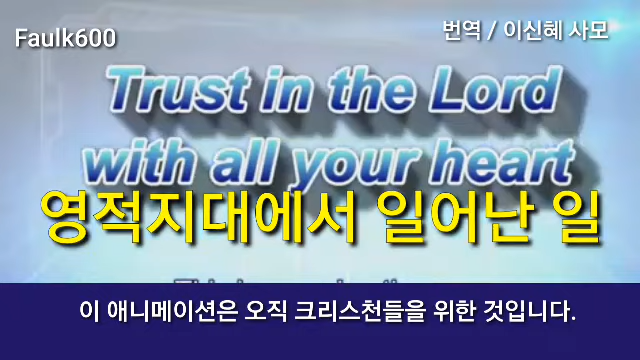 Faulk600
번역 / 이신혜 사모
Trust in the Lord
with all your heart
영적지대에서 일어난 일
이 애니메이션은 오직 크리스천들을 위한 것입니다.